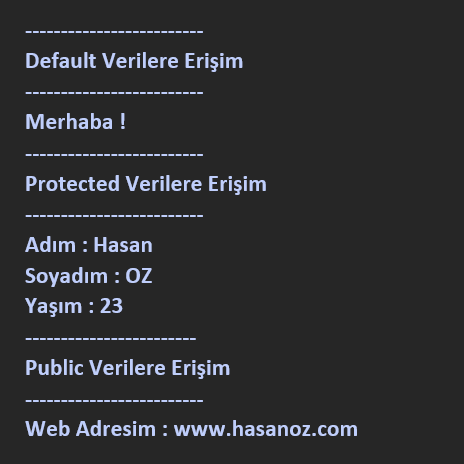 -------------------------
Default Verilere Erişim
-------------------------
Merhaba !
-------------------------
Protected Verilere Erişim
-------------------------
Adım : Hasan
Soyadım : OZ
Yaşım : 23
------------------------
Public Verilere Erişim
-------------------------
Web Adresim : www.hasanoz.com